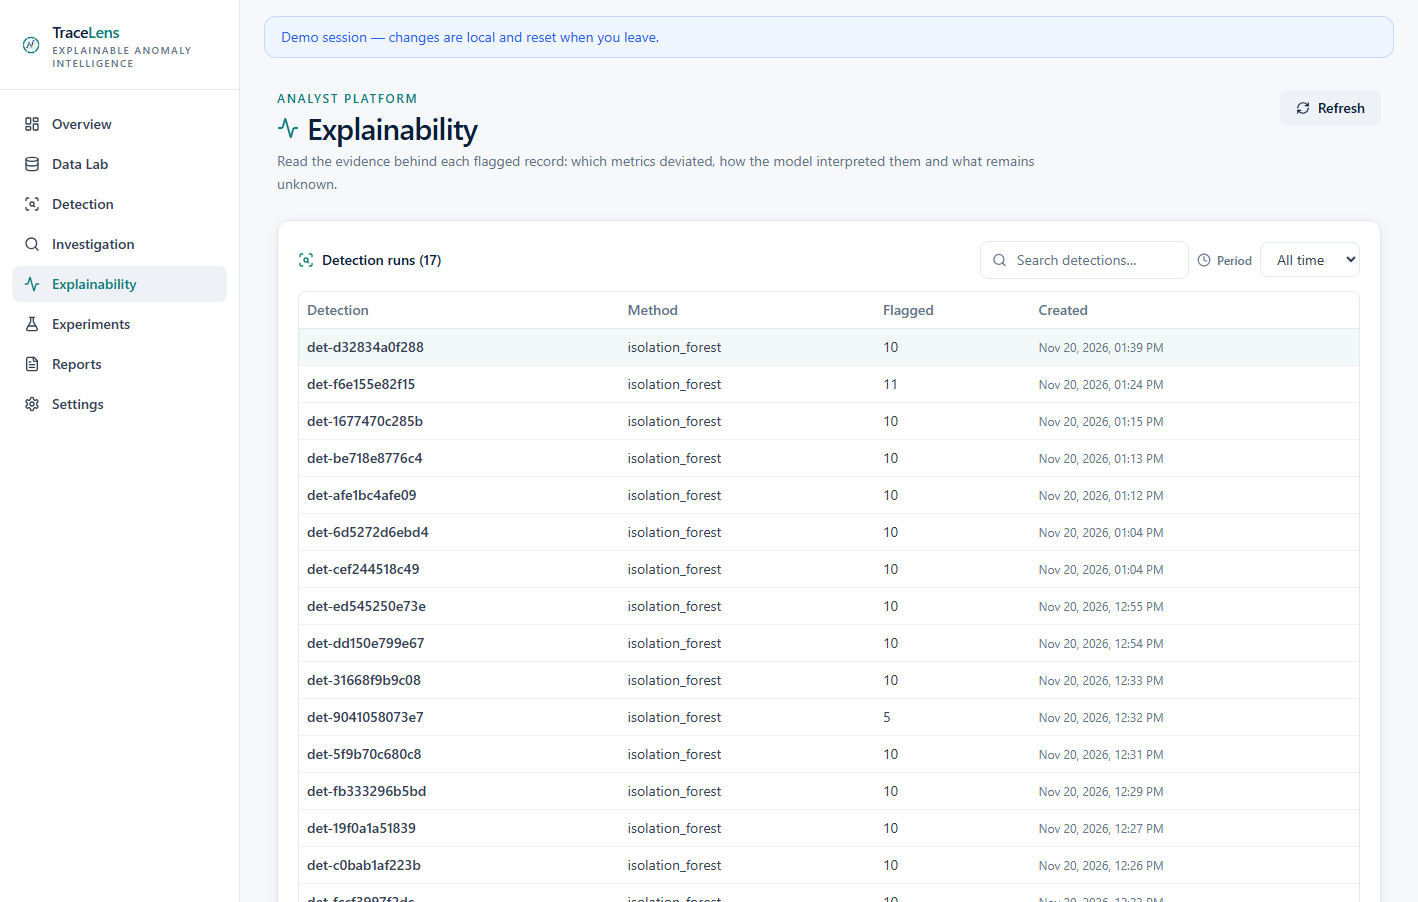 TraceLens
EXPLAINABLE ANOMALY
INTELLIGENCE
Overview
Data Lab
Detection
Investigation
Explainability
Experiments
Reports
Settings
Demo session — changes are local and reset when you leave.
ANALYST PLATFORM
Explainability
Read the evidence behind each flagged record: which metrics deviated, how the model interpreted them and what remains
unknown.
Refresh
Detection runs (17)
Search detections...
Period
All time
Detection Method Flagged Created
det-d32834a0f288 isolation_forest 10 Nov 20, 2026, 01:39 PM
det-f6e155e82f15 isolation_forest 11 Nov 20, 2026, 01:24 PM
det-1677470c285b isolation_forest 10 Nov 20, 2026, 01:15 PM
det-be718e8776c4 isolation_forest 10 Nov 20, 2026, 01:13 PM
det-afe1bc4afe09 isolation_forest 10 Nov 20, 2026, 01:12 PM
det-6d5272d6ebd4 isolation_forest 10 Nov 20, 2026, 01:04 PM
det-cef244518c49 isolation_forest 10 Nov 20, 2026, 01:04 PM
det-ed545250e73e isolation_forest 10 Nov 20, 2026, 12:55 PM
det-dd150e799e67 isolation_forest 10 Nov 20, 2026, 12:54 PM
det-31668f9b9c08 isolation_forest 10 Nov 20, 2026, 12:33 PM
det-9041058073e7 isolation_forest 5 Nov 20, 2026, 12:32 PM
det-5f9b70c680c8 isolation_forest 10 Nov 20, 2026, 12:31 PM
det-fb333296b5bd isolation_forest 10 Nov 20, 2026, 12:29 PM
det-19f0a1a51839 isolation_forest 10 Nov 20, 2026, 12:27 PM
det-c0bab1af223b isolation_forest 10 Nov 20, 2026, 12:26 PM
isolation_forest 10 Nov 20, 2026,